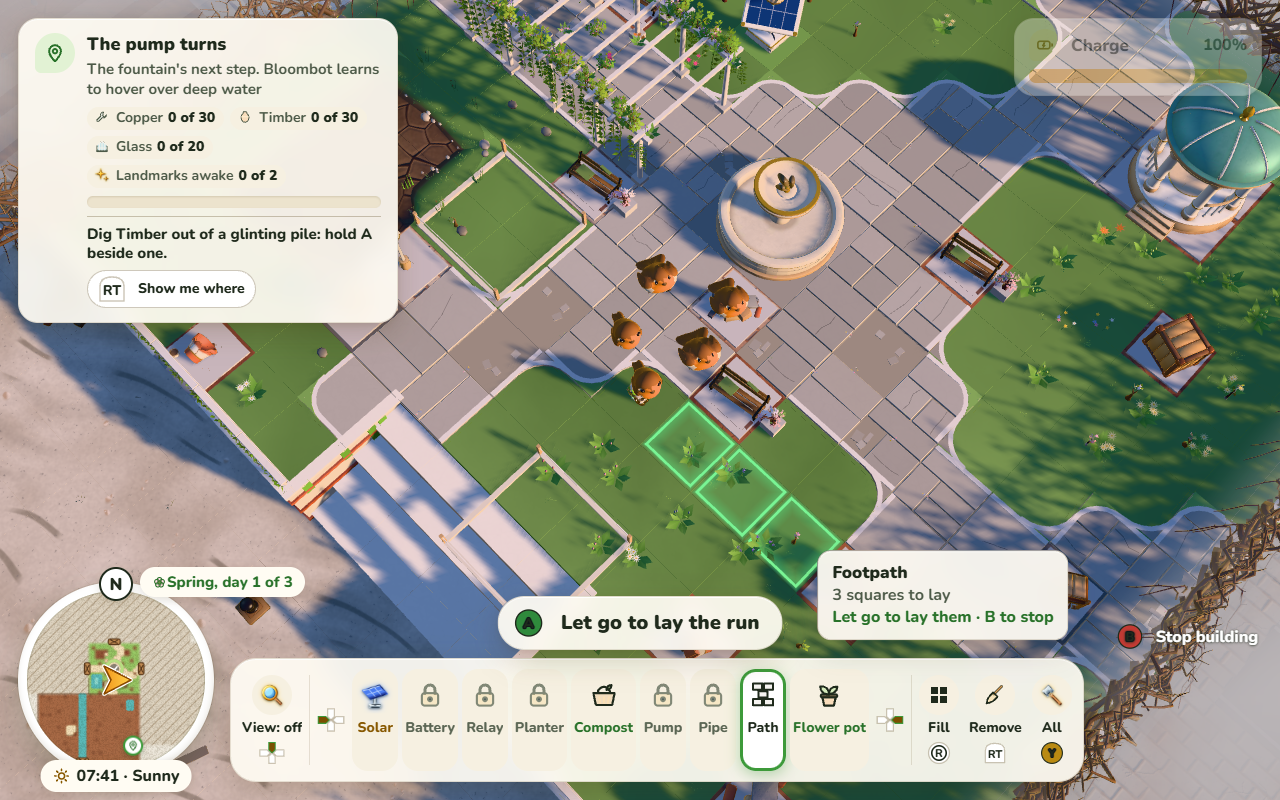 The pump turns
The fountain's next step. Bloombot learns
to hover over deep water
Copper 0 of 30 Timber 0 of 30
Glass 0 of 20
Landmarks awake 0 of 2
Dig Timber out of a glinting pile: hold A
beside one.
RT Show me where
Charge 100%
N
Spring, day 1 of 3
07:41 · Sunny
A Let go to lay the run
Footpath
3 squares to lay
Let go to lay them · B to stop
B Stop building
View: off
Solar
Battery
Relay
Planter
Compost
Pump
Pipe
Path
Flower pot
Fill
R
Remove
RT
All
Y